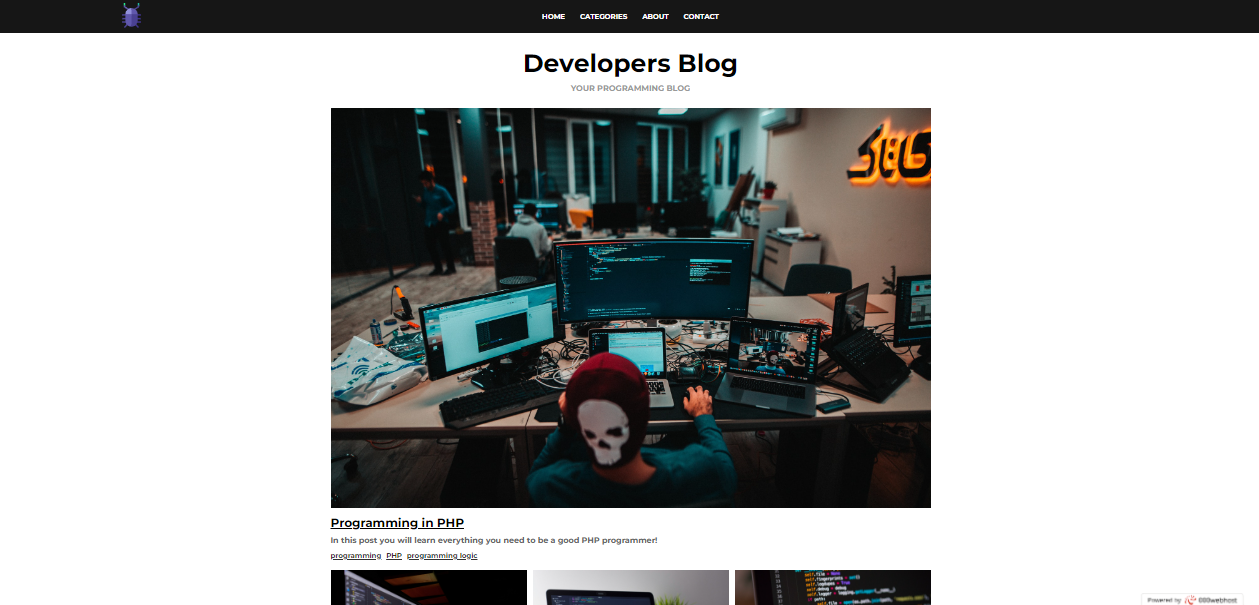 HOME CATEGORIES ABOUT CONTACT
Developers Blog
YOUR PROGRAMMING BLOG
Programming in PHP
In this post you will learn everything you need to be a good PHP programmer!
programming PHP programming logic
Powered by 000webhost